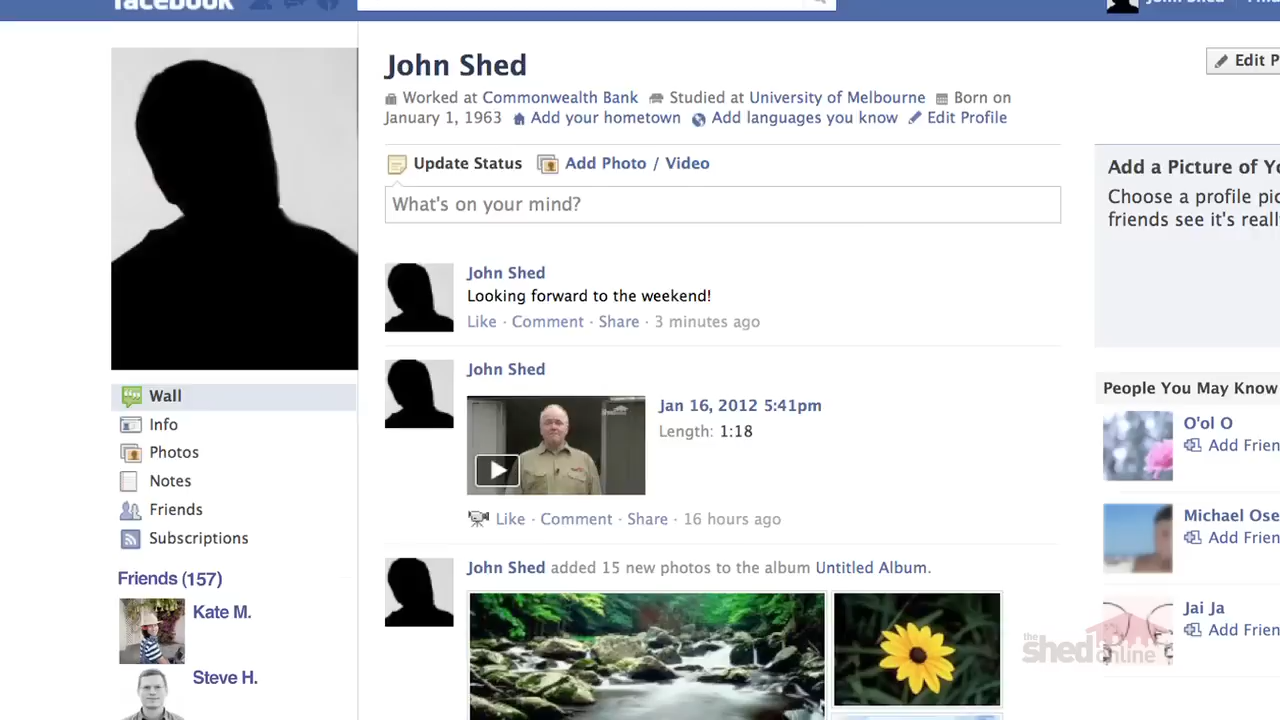 facebook
John Shed
John Shed
Edit P
Worked at Commonwealth Bank Studied at University of Melbourne Born on
January 1, 1963 Add your hometown Add languages you know Edit Profile
Update Status Add Photo / Video
What's on your mind?
John Shed
Looking forward to the weekend!
Like · Comment · Share · 3 minutes ago
John Shed
Jan 16, 2012 5:41pm
Length: 1:18
Like · Comment · Share · 16 hours ago
John Shed added 15 new photos to the album Untitled Album.
Wall
Info
Photos
Notes
Friends
Subscriptions
Friends (157)
Kate M.
Steve H.
Add a Picture of Yo
Choose a profile pic
friends see it's reall
People You May Know
O'ol O
Add Frien
Michael Ose
Add Frien
Jai Ja
Add Frien
the
shed online